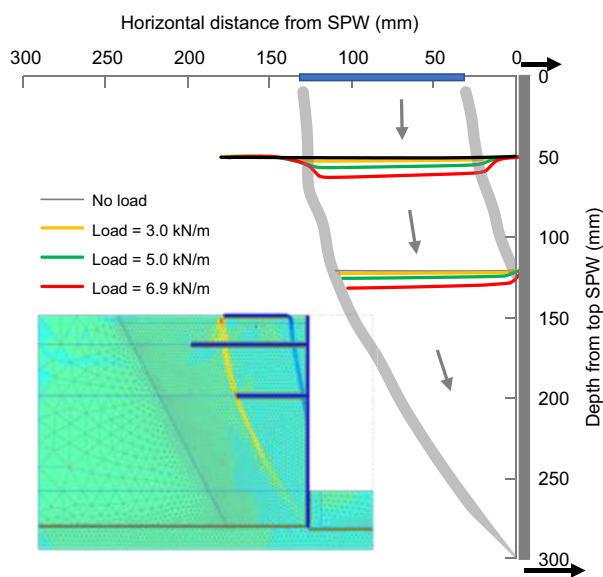 Horizontal distance from SPW (mm)
300 250 200 150 100 50 0
0
50
100
150
200
250
300
Depth from top SPW (mm)
No load
Load = 3.0 kN/m
Load = 5.0 kN/m
Load = 6.9 kN/m